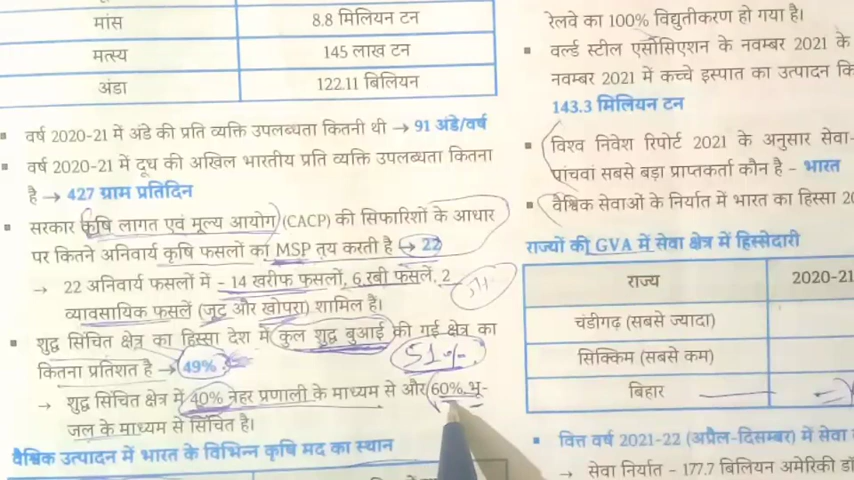 मांस 8.8 मिलियन टन
मत्स्य 145 लाख टन
अंडा 122.11 बिलियन
वर्ष 2020-21 में अंडे की प्रति व्यक्ति उपलब्धता कितनी थी → 91 अंडे/वर्ष
वर्ष 2020-21 में दूध की अखिल भारतीय प्रति व्यक्ति उपलब्धता कितना
है → 427 ग्राम प्रतिदिन
सरकार कृषि लागत एवं मूल्य आयोग (CACP) की सिफारिशों के आधार
पर कितने अनिवार्य कृषि फसलों का MSP तय करती है → 22
→ 22 अनिवार्य फसलों में - 14 खरीफ फसलों, 6 रबी फसलें, 2
व्यावसायिक फसलें (जूट और खोपरा) शामिल है।
शुद्ध सिंचित क्षेत्र का हिस्सा देश में कुल शुद्ध बुआई की गई क्षेत्र का
कितना प्रतिशत है → 49%
51%
→ शुद्ध सिंचित क्षेत्र में 40% नहर प्रणाली के माध्यम से और 60% भू-
जल के माध्यम से सिंचित है।
वैश्विक उत्पादन में भारत के विभिन्न कृषि मद का स्थान
रेलवे का 100% विद्युतीकरण हो गया है।
वर्ल्ड स्टील एसोसिएशन के नवम्बर 2021 के
नवम्बर 2021 में कच्चे इस्पात का उत्पादन
143.3 मिलियन टन
विश्व निवेश रिपोर्ट 2021 के अनुसार सेवा-
पांचवां सबसे बड़ा प्राप्तकर्ता कौन है - भारत
वैश्विक सेवाओं के निर्यात में भारत का हिस्सा
राज्यों की GVA में सेवा क्षेत्र में हिस्सेदारी
राज्य 2020-21
चंडीगढ़ (सबसे ज्यादा)
सिक्किम (सबसे कम)
बिहार
वित्त वर्ष 2021-22 (अप्रैल-दिसम्बर) में सेवा
→ सेवा निर्यात - 177.7 बिलियन अमेरिकी